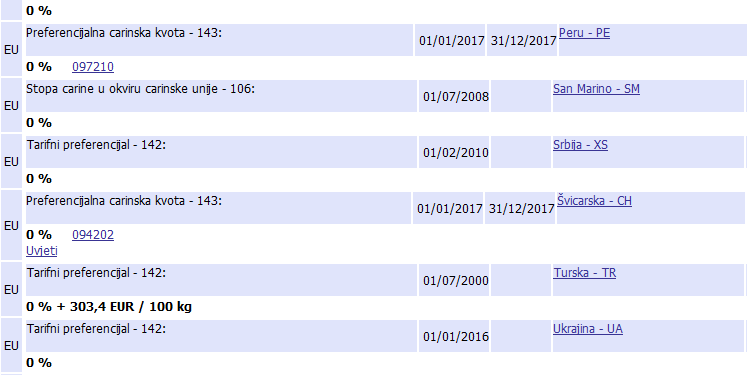 0 %
EU Preferencijalna carinska kvota - 143: 01/01/2017 31/12/2017 Peru - PE
0 % 097210
EU Stopa carine u okviru carinske unije - 106: 01/07/2008 San Marino - SM
0 %
EU Tarifni preferencijal - 142: 01/02/2010 Srbija - XS
0 %
EU Preferencijalna carinska kvota - 143: 01/01/2017 31/12/2017 Švicarska - CH
0 % 094202
Uvjeti
EU Tarifni preferencijal - 142: 01/07/2000 Turska - TR
0 % + 303,4 EUR / 100 kg
EU Tarifni preferencijal - 142: 01/01/2016 Ukrajina - UA
0 %